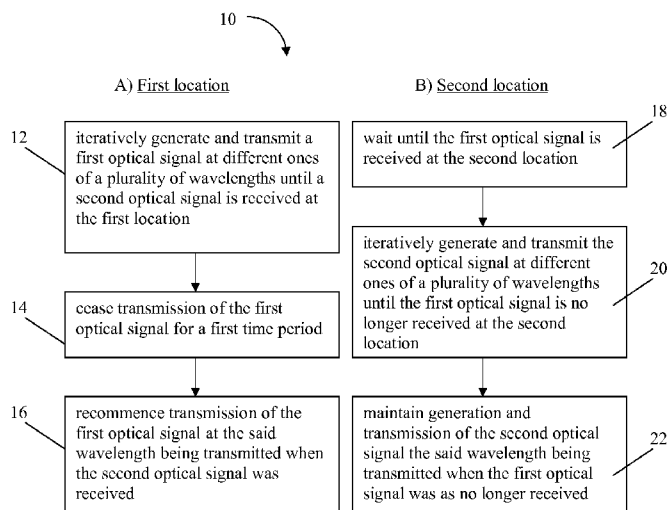 10
A) First location
B) Second location
12
iteratively generate and transmit a
first optical signal at different ones
of a plurality of wavelengths until a
second optical signal is received at
the first location
14
cease transmission of the first
optical signal for a first time period
16
recommence transmission of the
first optical signal at the said
wavelength being transmitted when
the second optical signal was
received
18
wait until the first optical signal is
received at the second location
20
iteratively generate and transmit the
second optical signal at different
ones of a plurality of wavelengths
until the first optical signal is no
longer received at the second
location
22
maintain generation and
transmission of the second optical
signal the said wavelength being
transmitted when the first optical
signal was as no longer received